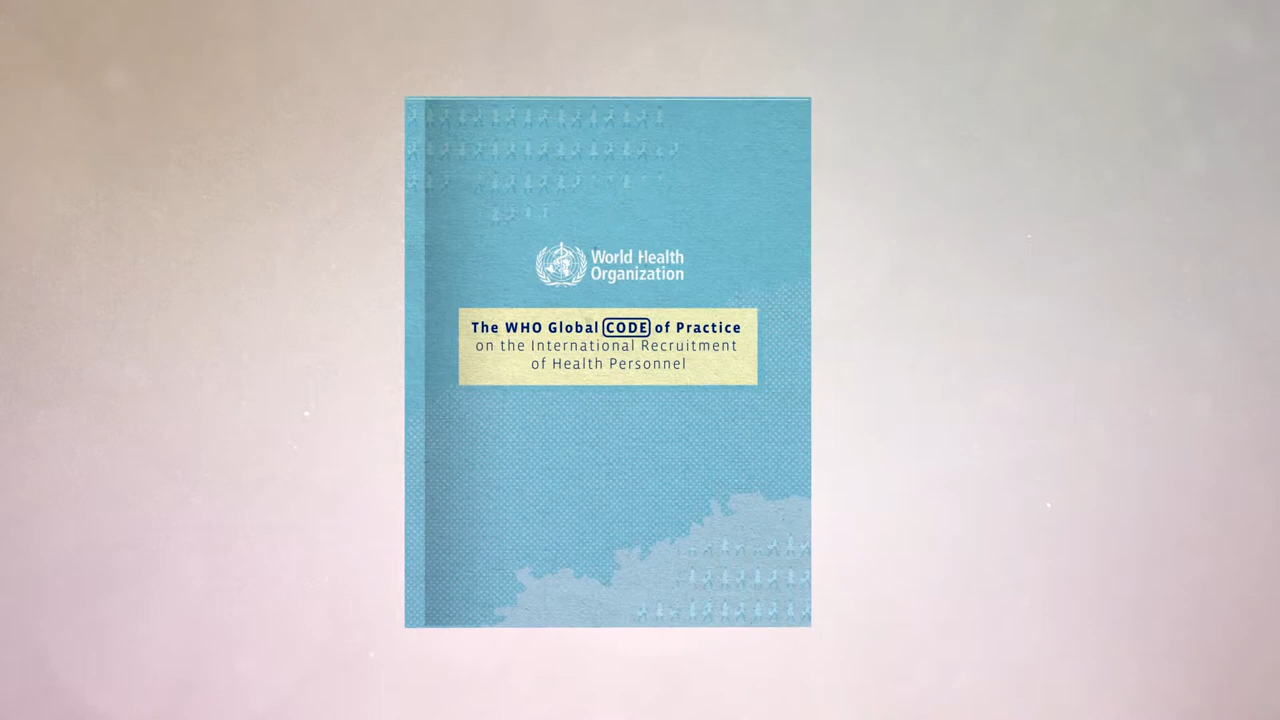 World Health
Organization
The WHO Global CODE of Practice
on the International Recruitment
of Health Personnel